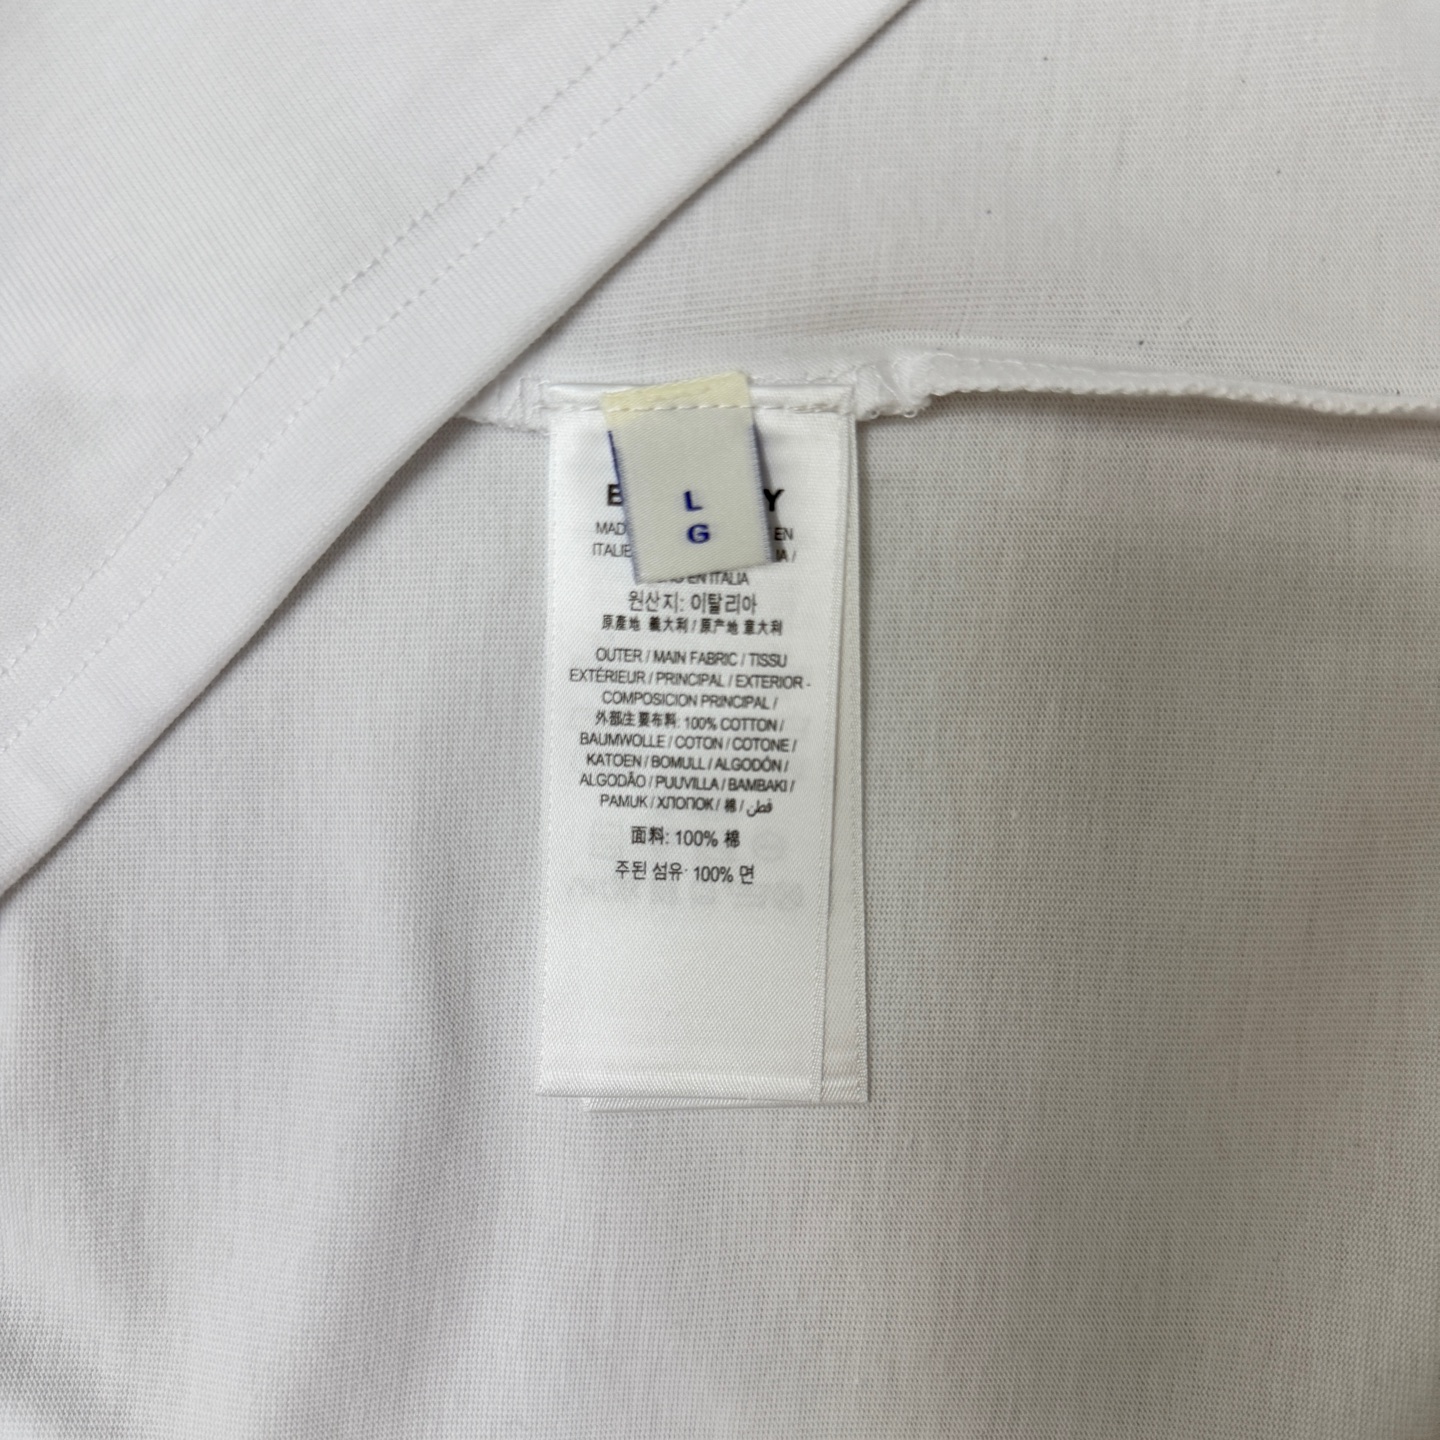 L
G
MAD EN
ITALIE IA /
EN ITALIA
원산지: 이탈리아
原產地 義大利 / 原产地 意大利
OUTER / MAIN FABRIC / TISSU
EXTÉRIEUR / PRINCIPAL / EXTERIOR -
COMPOSICION PRINCIPAL /
外部主要布料: 100% COTTON /
BAUMWOLLE / COTON / COTONE /
KATOEN / BOMULL / ALGODÓN /
ALGODÃO / PUUVILLA / BAMBAKI /
PAMUK / ХЛОПОК / 棉 / قطن
面料: 100% 棉
주된 섬유: 100% 면